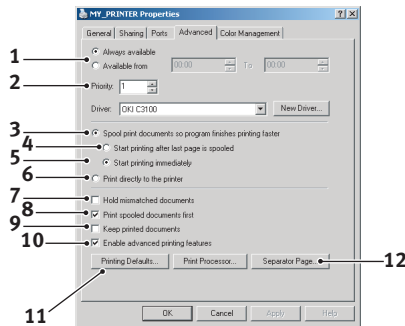 MY_PRINTER Properties
General Sharing Ports Advanced Color Management
1 Always available
Available from 00:00 To 00:00
2 Priority: 1
Driver: OKI C3100 New Driver...
3 Spool print documents so program finishes printing faster
4 Start printing after last page is spooled
5 Start printing immediately
6 Print directly to the printer
7 Hold mismatched documents
8 Print spooled documents first
9 Keep printed documents
10 Enable advanced printing features
Printing Defaults... Print Processor... Separator Page... 12
11
OK Cancel Apply Help